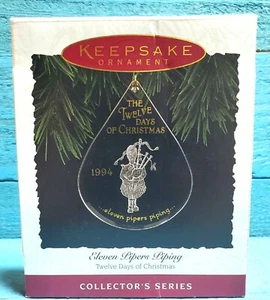 KEEPSAKE
ORNAMENT
THE
TWELVE
DAYS
OF CHRISTMAS
1994
...eleven pipers piping...
Eleven Pipers Piping
Twelve Days of Christmas
COLLECTOR'S SERIES